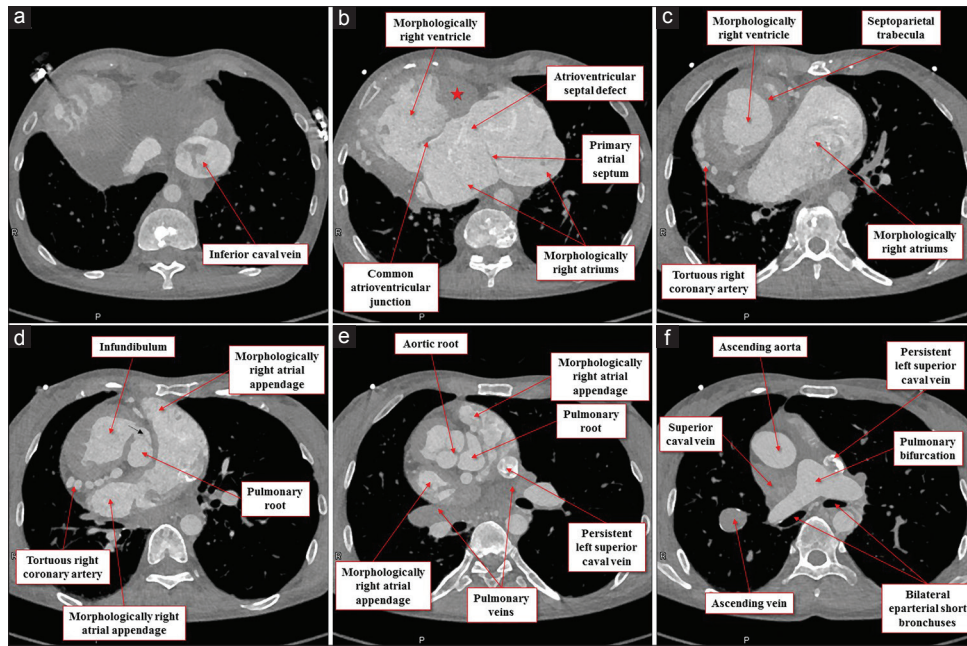 a
Inferior caval vein
R
P
b
Morphologically
right ventricle
Atrioventricular
septal defect
Primary
atrial
septum
Morphologically
right atriums
Common
atrioventricular
junction
R
P
c
Morphologically
right ventricle
Septoparietal
trabecula
Morphologically
right atriums
Tortuous right
coronary artery
R
P
d
Infundibulum
Morphologically
right atrial
appendage
Pulmonary
root
Tortuous right
coronary artery
Morphologically right
atrial appendage
R
P
e
Aortic root
Morphologically
right atrial
appendage
Pulmonary
root
Persistent
left superior
caval vein
Morphologically
right atrial
appendage
Pulmonary
veins
R
P
f
Ascending aorta
Persistent
left superior
caval vein
Superior
caval vein
Pulmonary
bifurcation
Ascending vein
Bilateral
eparterial short
bronchuses
R
P